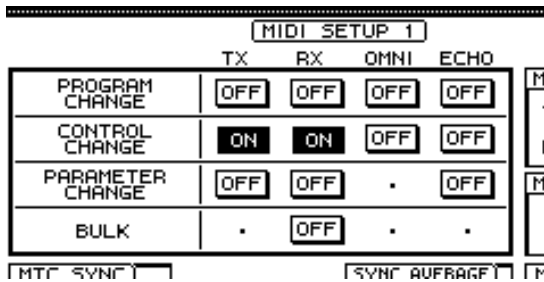 MIDI SETUP 1
TX RX OMNI ECHO
PROGRAM
CHANGE
OFF OFF OFF OFF
CONTROL
CHANGE
ON ON OFF OFF
PARAMETER
CHANGE
OFF OFF · OFF
BULK · OFF · ·
MTC SYNC SYNC AVERAGE